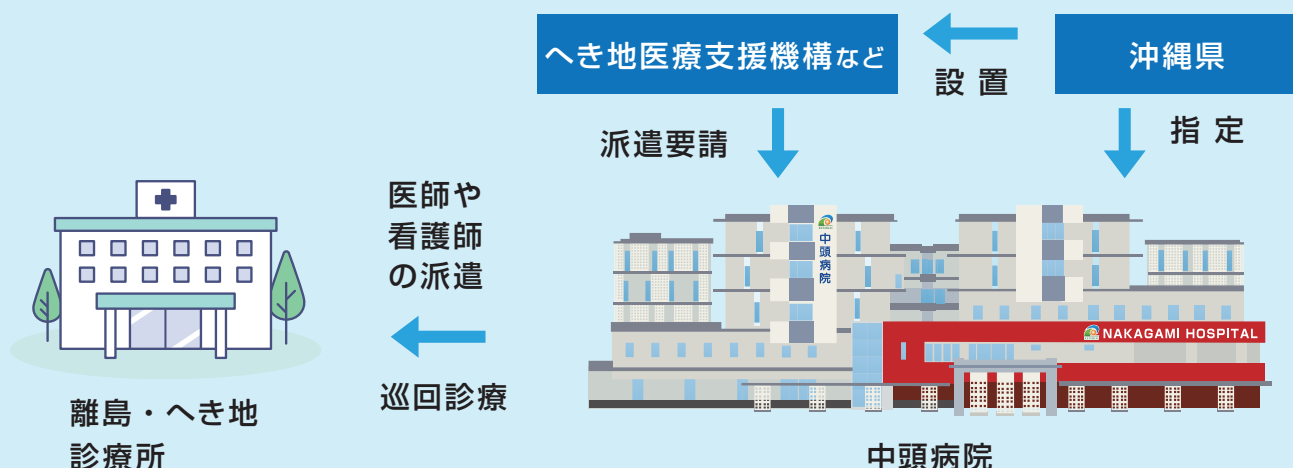 へき地医療支援機構など
設置
沖縄県
派遣要請
指定
医師や
看護師
の派遣
巡回診療
中頭病院
NAKAGAMI HOSPITAL
離島・へき地
診療所
中頭病院